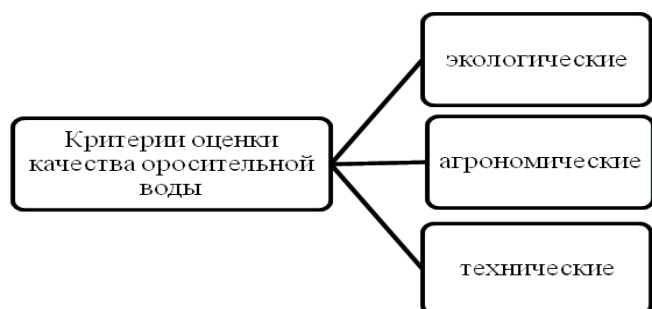 экологические
Критерии оценки
качества оросительной
воды
агрономические
технические